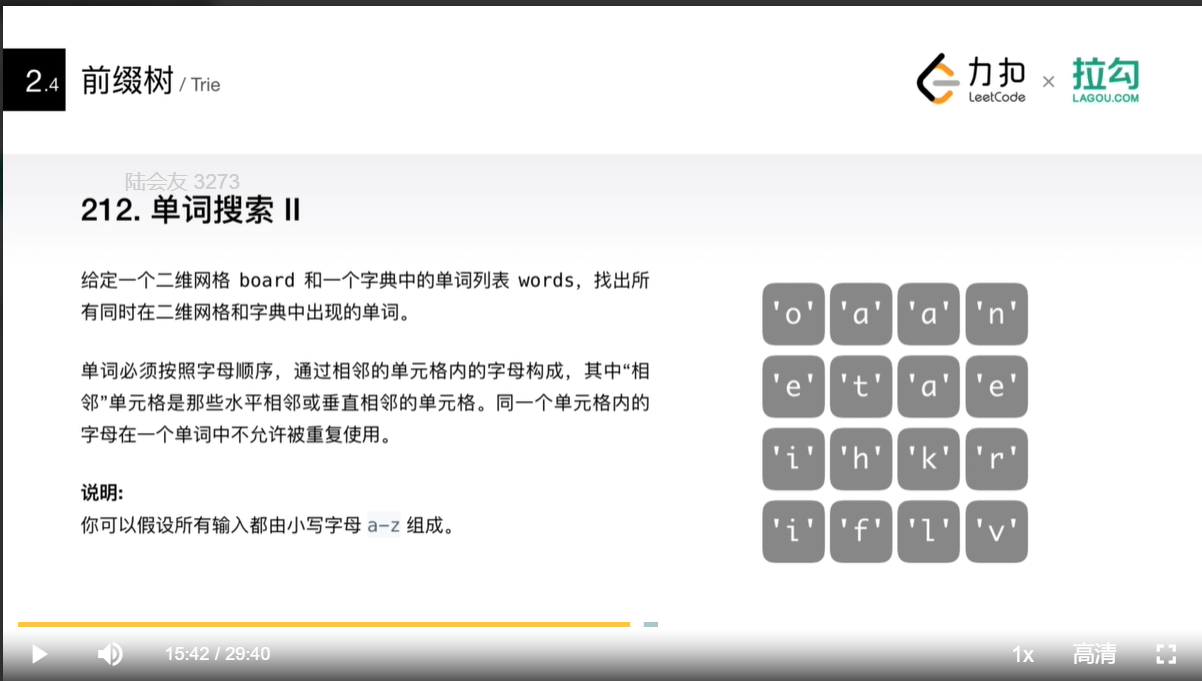 2.4 前缀树 / Trie
力扣 LeetCode × 拉勾 LAGOU.COM
陆会友 3273
212. 单词搜索 II
给定一个二维网格 board 和一个字典中的单词列表 words，找出所
有同时在二维网格和字典中出现的单词。
单词必须按照字母顺序，通过相邻的单元格内的字母构成，其中“相
邻”单元格是那些水平相邻或垂直相邻的单元格。同一个单元格内的
字母在一个单词中不允许被重复使用。
说明:
你可以假设所有输入都由小写字母 a-z 组成。
'o' 'a' 'a' 'n'
'e' 't' 'a' 'e'
'i' 'h' 'k' 'r'
'i' 'f' 'l' 'v'
15:42 / 29:40 1x 高清